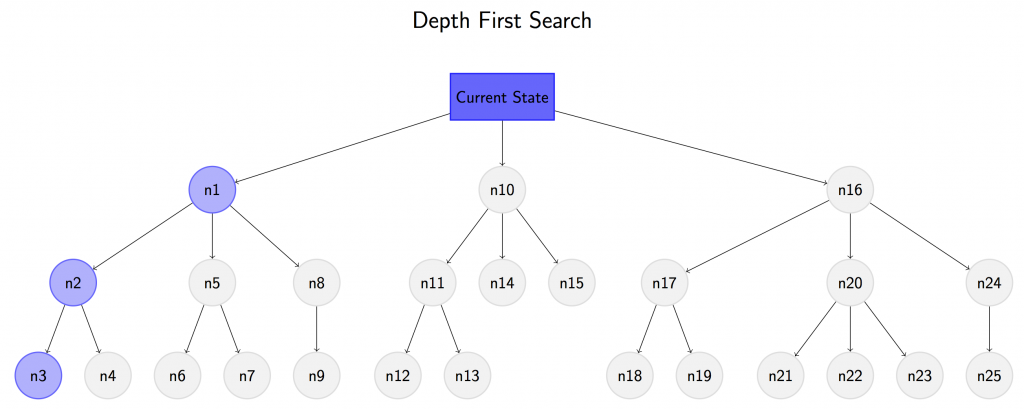 Depth First Search
Current State
n1 n10 n16
n2 n5 n8 n11 n14 n15 n17 n20 n24
n3 n4 n6 n7 n9 n12 n13 n18 n19 n21 n22 n23 n25